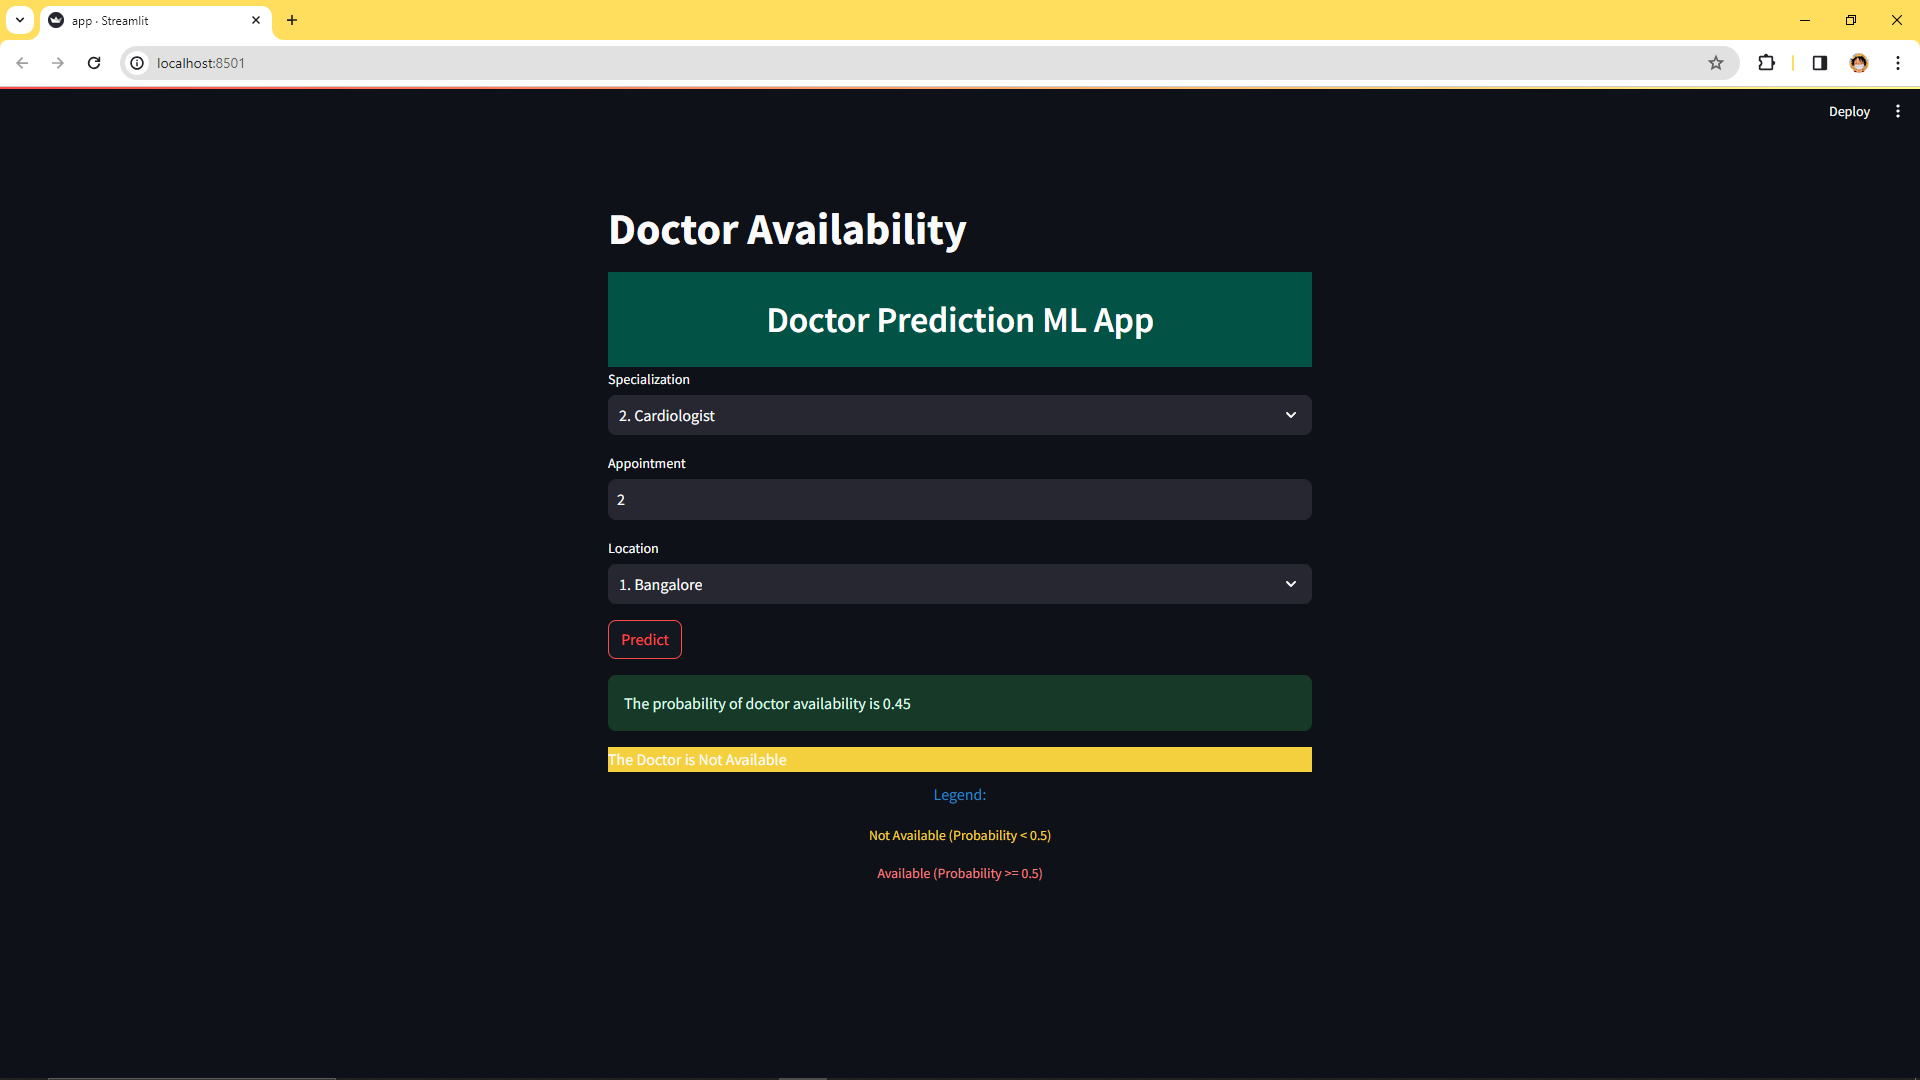 app · Streamlit
localhost:8501
Deploy
Doctor Availability
Doctor Prediction ML App
Specialization
2. Cardiologist
Appointment
2
Location
1. Bangalore
Predict
The probability of doctor availability is 0.45
The Doctor is Not Available
Legend:
Not Available (Probability < 0.5)
Available (Probability >= 0.5)